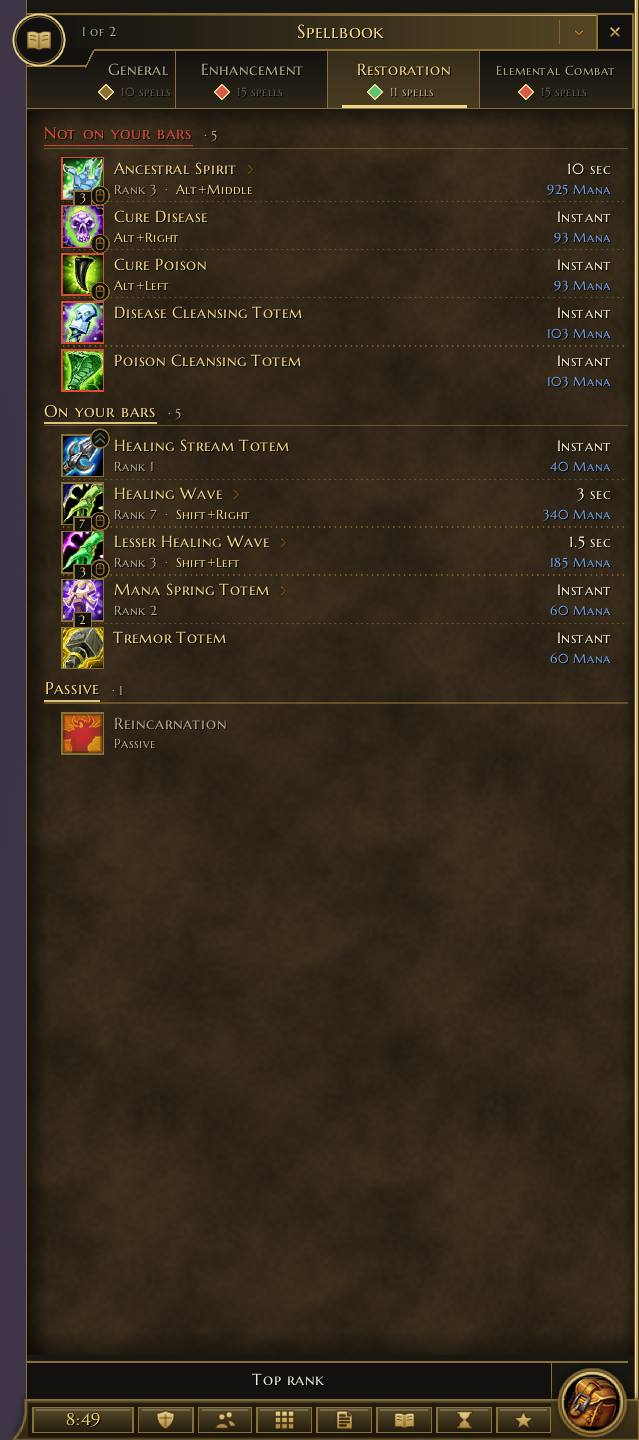 1 of 2
Spellbook
General
10 spells
Enhancement
15 spells
Restoration
11 spells
Elemental Combat
15 spells
Not on your bars · 5
Ancestral Spirit
10 sec
Rank 3 · Alt+Middle
925 Mana
3
Cure Disease
Instant
Alt+Right
93 Mana
Cure Poison
Instant
Alt+Left
93 Mana
Disease Cleansing Totem
Instant
103 Mana
Poison Cleansing Totem
Instant
103 Mana
On your bars · 5
Healing Stream Totem
Instant
Rank 1
40 Mana
Healing Wave
3 sec
Rank 7 · Shift+Right
340 Mana
7
Lesser Healing Wave
1.5 sec
Rank 3 · Shift+Left
185 Mana
3
Mana Spring Totem
Instant
Rank 2
60 Mana
2
Tremor Totem
Instant
60 Mana
Passive · 1
Reincarnation
Passive
Top rank
8:49